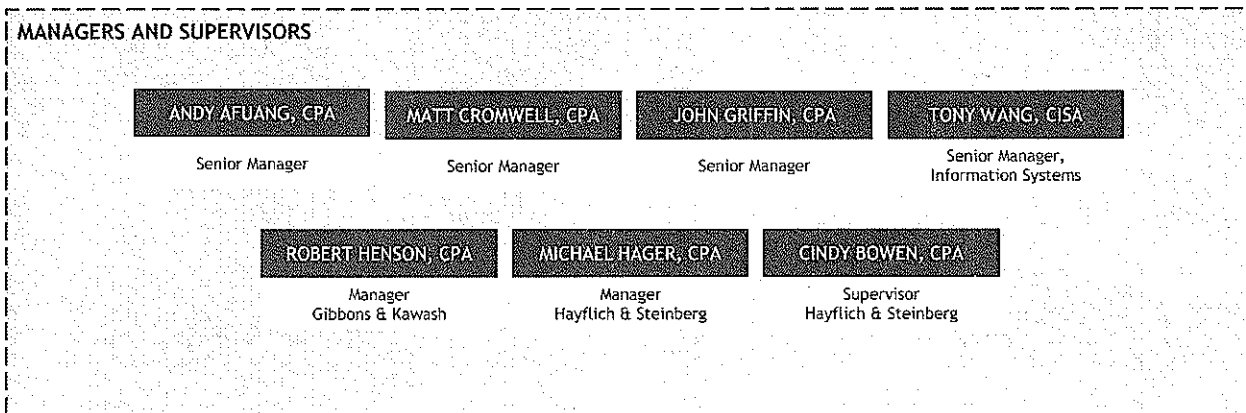 MANAGERS AND SUPERVISORS
ANDY AFUANG, CPA
MATT CROMWELL, CPA
JOHN GRIFFIN, CPA
TONY WANG, CISA
Senior Manager
Senior Manager
Senior Manager
Senior Manager,
Information Systems
ROBERT HENSON, CPA
MICHAEL HAGER, CPA
CINDY BOWEN, CPA
Manager
Gibbons & Kawash
Manager
Hayflich & Steinberg
Supervisor
Hayflich & Steinberg